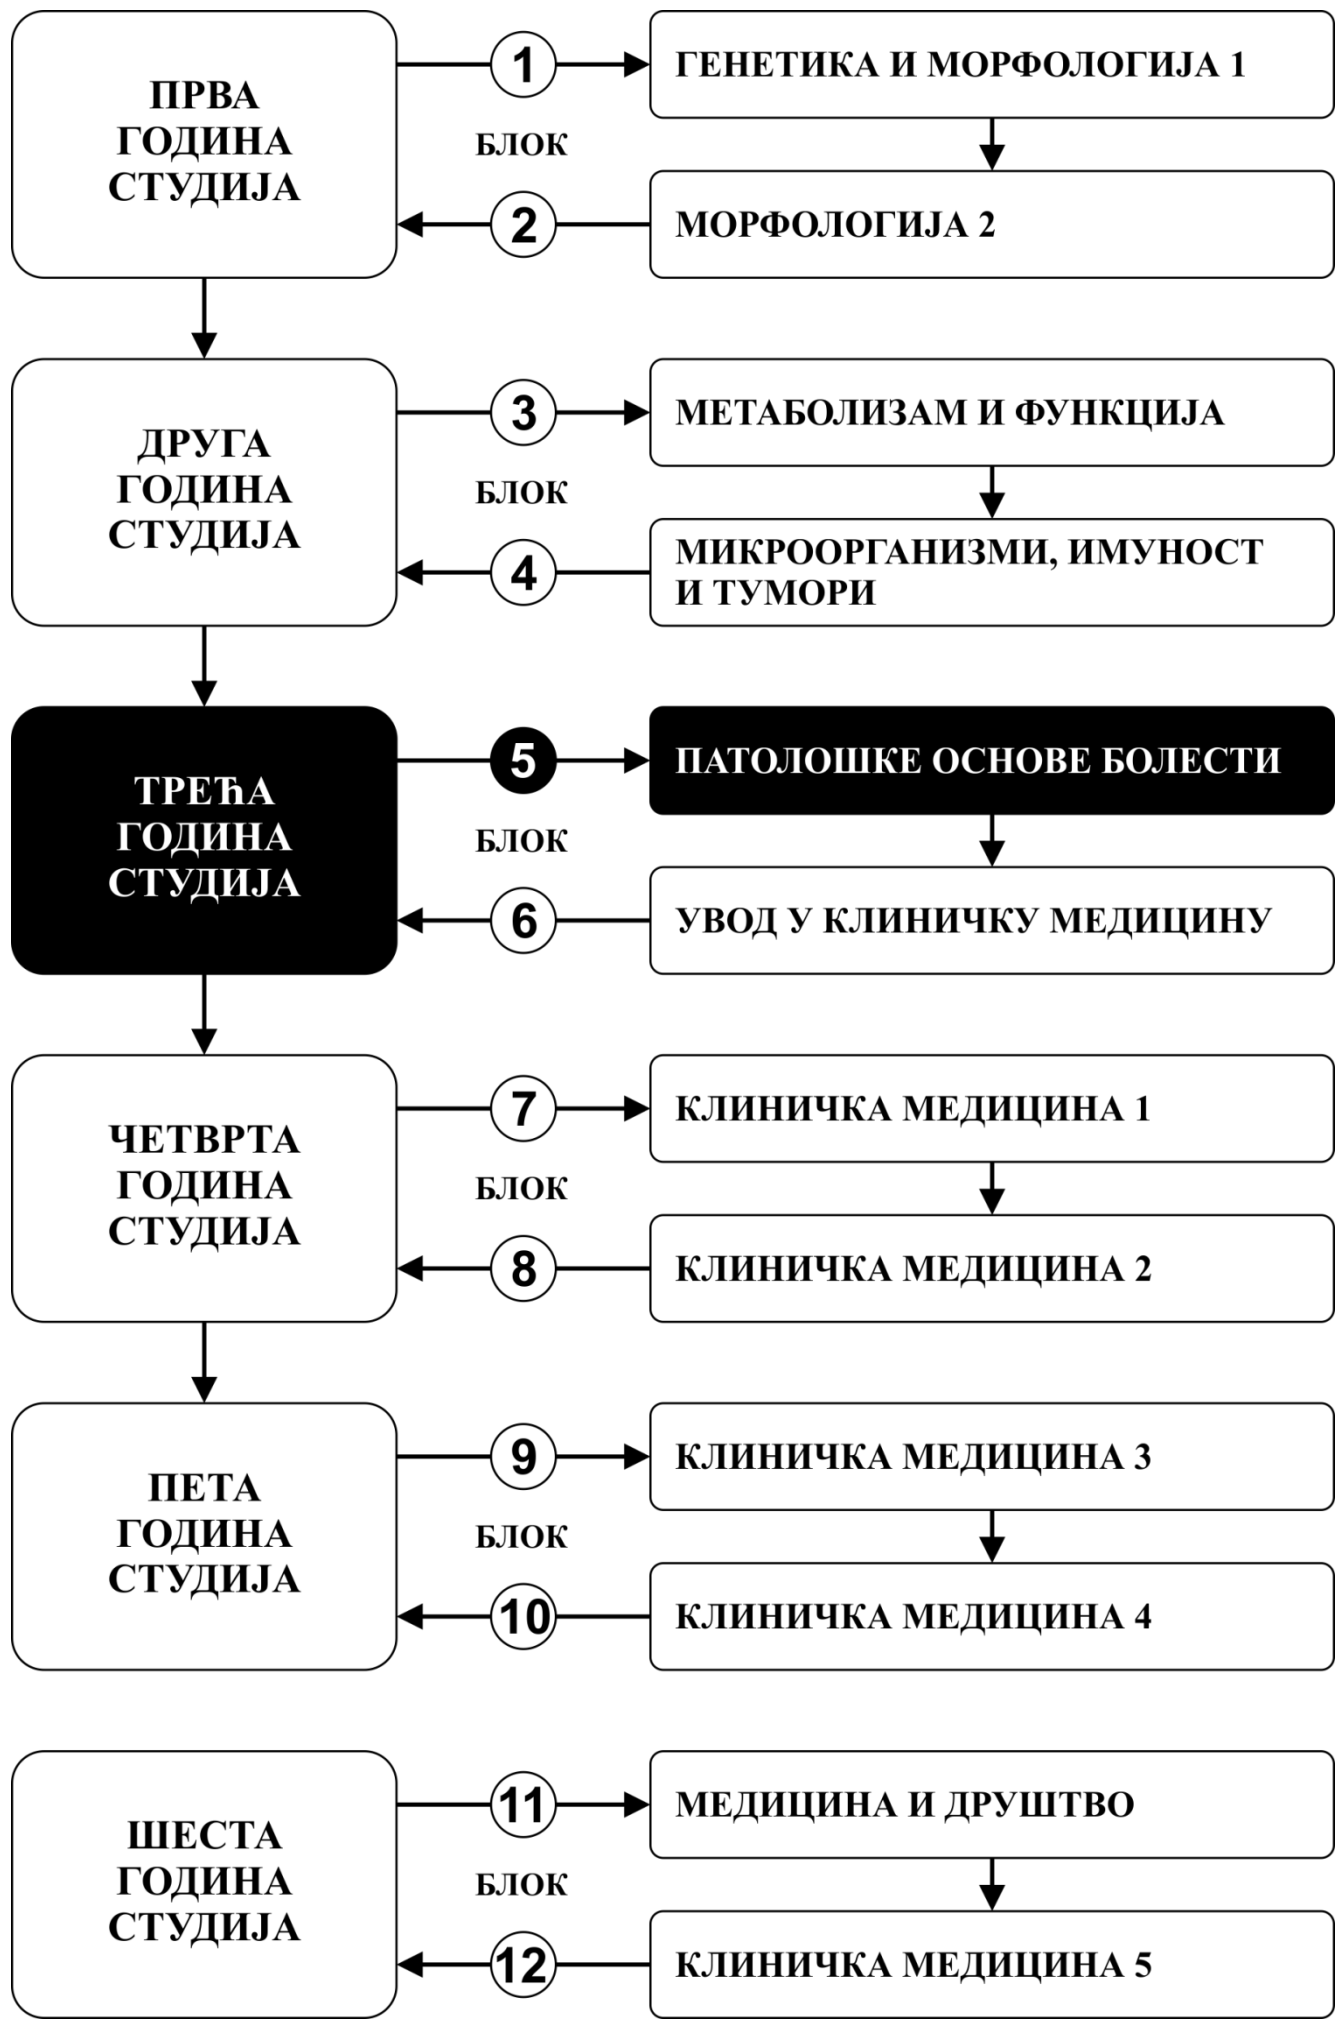 ПРВА
ГОДИНА
СТУДИЈА
1
БЛОК
2
ГЕНЕТИКА И МОРФОЛОГИЈА 1
МОРФОЛОГИЈА 2
ДРУГА
ГОДИНА
СТУДИЈА
3
БЛОК
4
МЕТАБОЛИЗАМ И ФУНКЦИЈА
МИКРООРГАНИЗМИ, ИМУНОСТ
И ТУМОРИ
ТРЕЋА
ГОДИНА
СТУДИЈА
5
БЛОК
6
ПАТОЛОШКЕ ОСНОВЕ БОЛЕСТИ
УВОД У КЛИНИЧКУ МЕДИЦИНУ
ЧЕТВРТА
ГОДИНА
СТУДИЈА
7
БЛОК
8
КЛИНИЧКА МЕДИЦИНА 1
КЛИНИЧКА МЕДИЦИНА 2
ПЕТА
ГОДИНА
СТУДИЈА
9
БЛОК
10
КЛИНИЧКА МЕДИЦИНА 3
КЛИНИЧКА МЕДИЦИНА 4
ШЕСТА
ГОДИНА
СТУДИЈА
11
БЛОК
12
МЕДИЦИНА И ДРУШТВО
КЛИНИЧКА МЕДИЦИНА 5